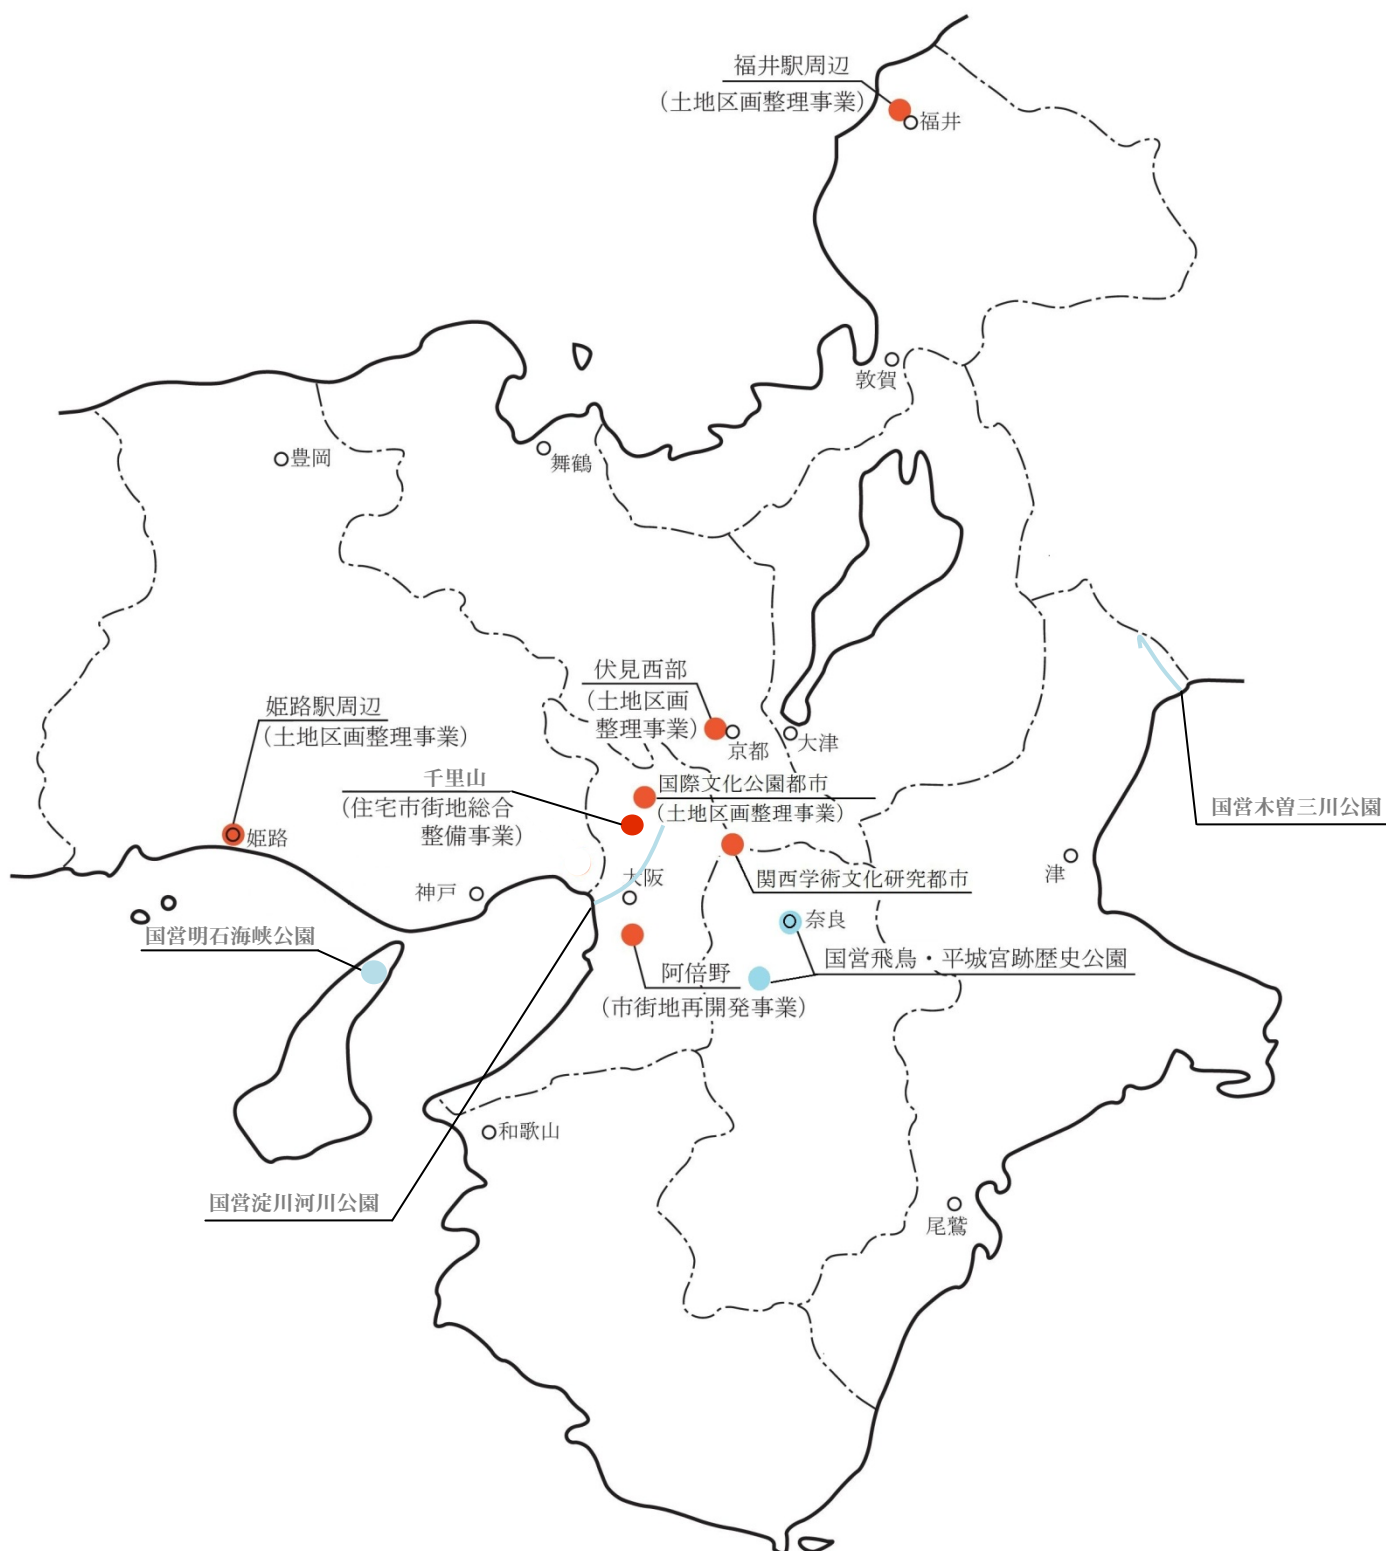 福井駅周辺
(土地区画整理事業)
福井
敦賀
豊岡
舞鶴
伏見西部
(土地区画
整理事業)
京都
大津
姫路駅周辺
(土地区画整理事業)
姫路
千里山
(住宅市街地総合
整備事業)
国際文化公園都市
(土地区画整理事業)
国営木曽三川公園
関西学術文化研究都市
津
神戸
大阪
奈良
国営明石海峡公園
国営飛鳥・平城宮跡歴史公園
阿倍野
(市街地再開発事業)
和歌山
国営淀川河川公園
尾鷲